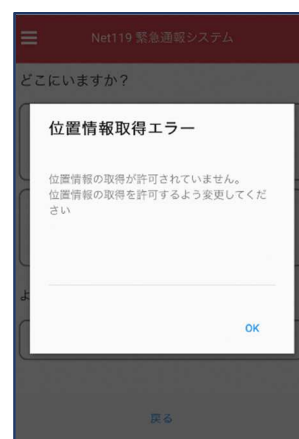 Net119 緊急通報システム
どこにいますか？
位置情報取得エラー
位置情報の取得が許可されていません。
位置情報の取得を許可するよう変更してくだ
さい
よ
OK
戻る